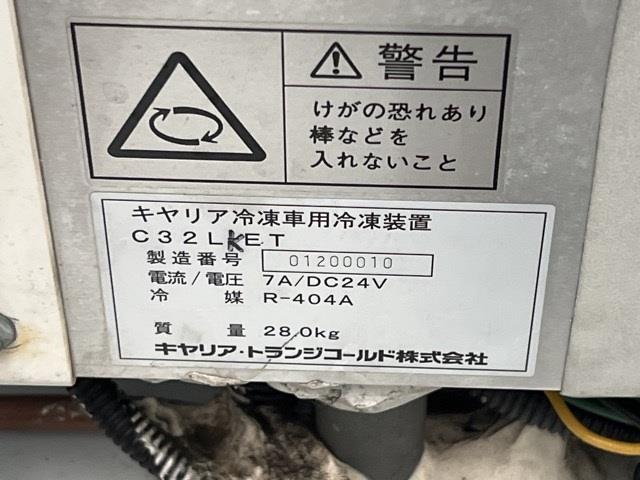 警告
けがの恐れあり
棒などを
入れないこと
キヤリア冷凍車用冷凍装置
C32LKET
製造番号 01200010
電流/電圧 7A/DC24V
冷媒 R-404A
質量 28.0kg
キヤリア・トランジコールド株式会社